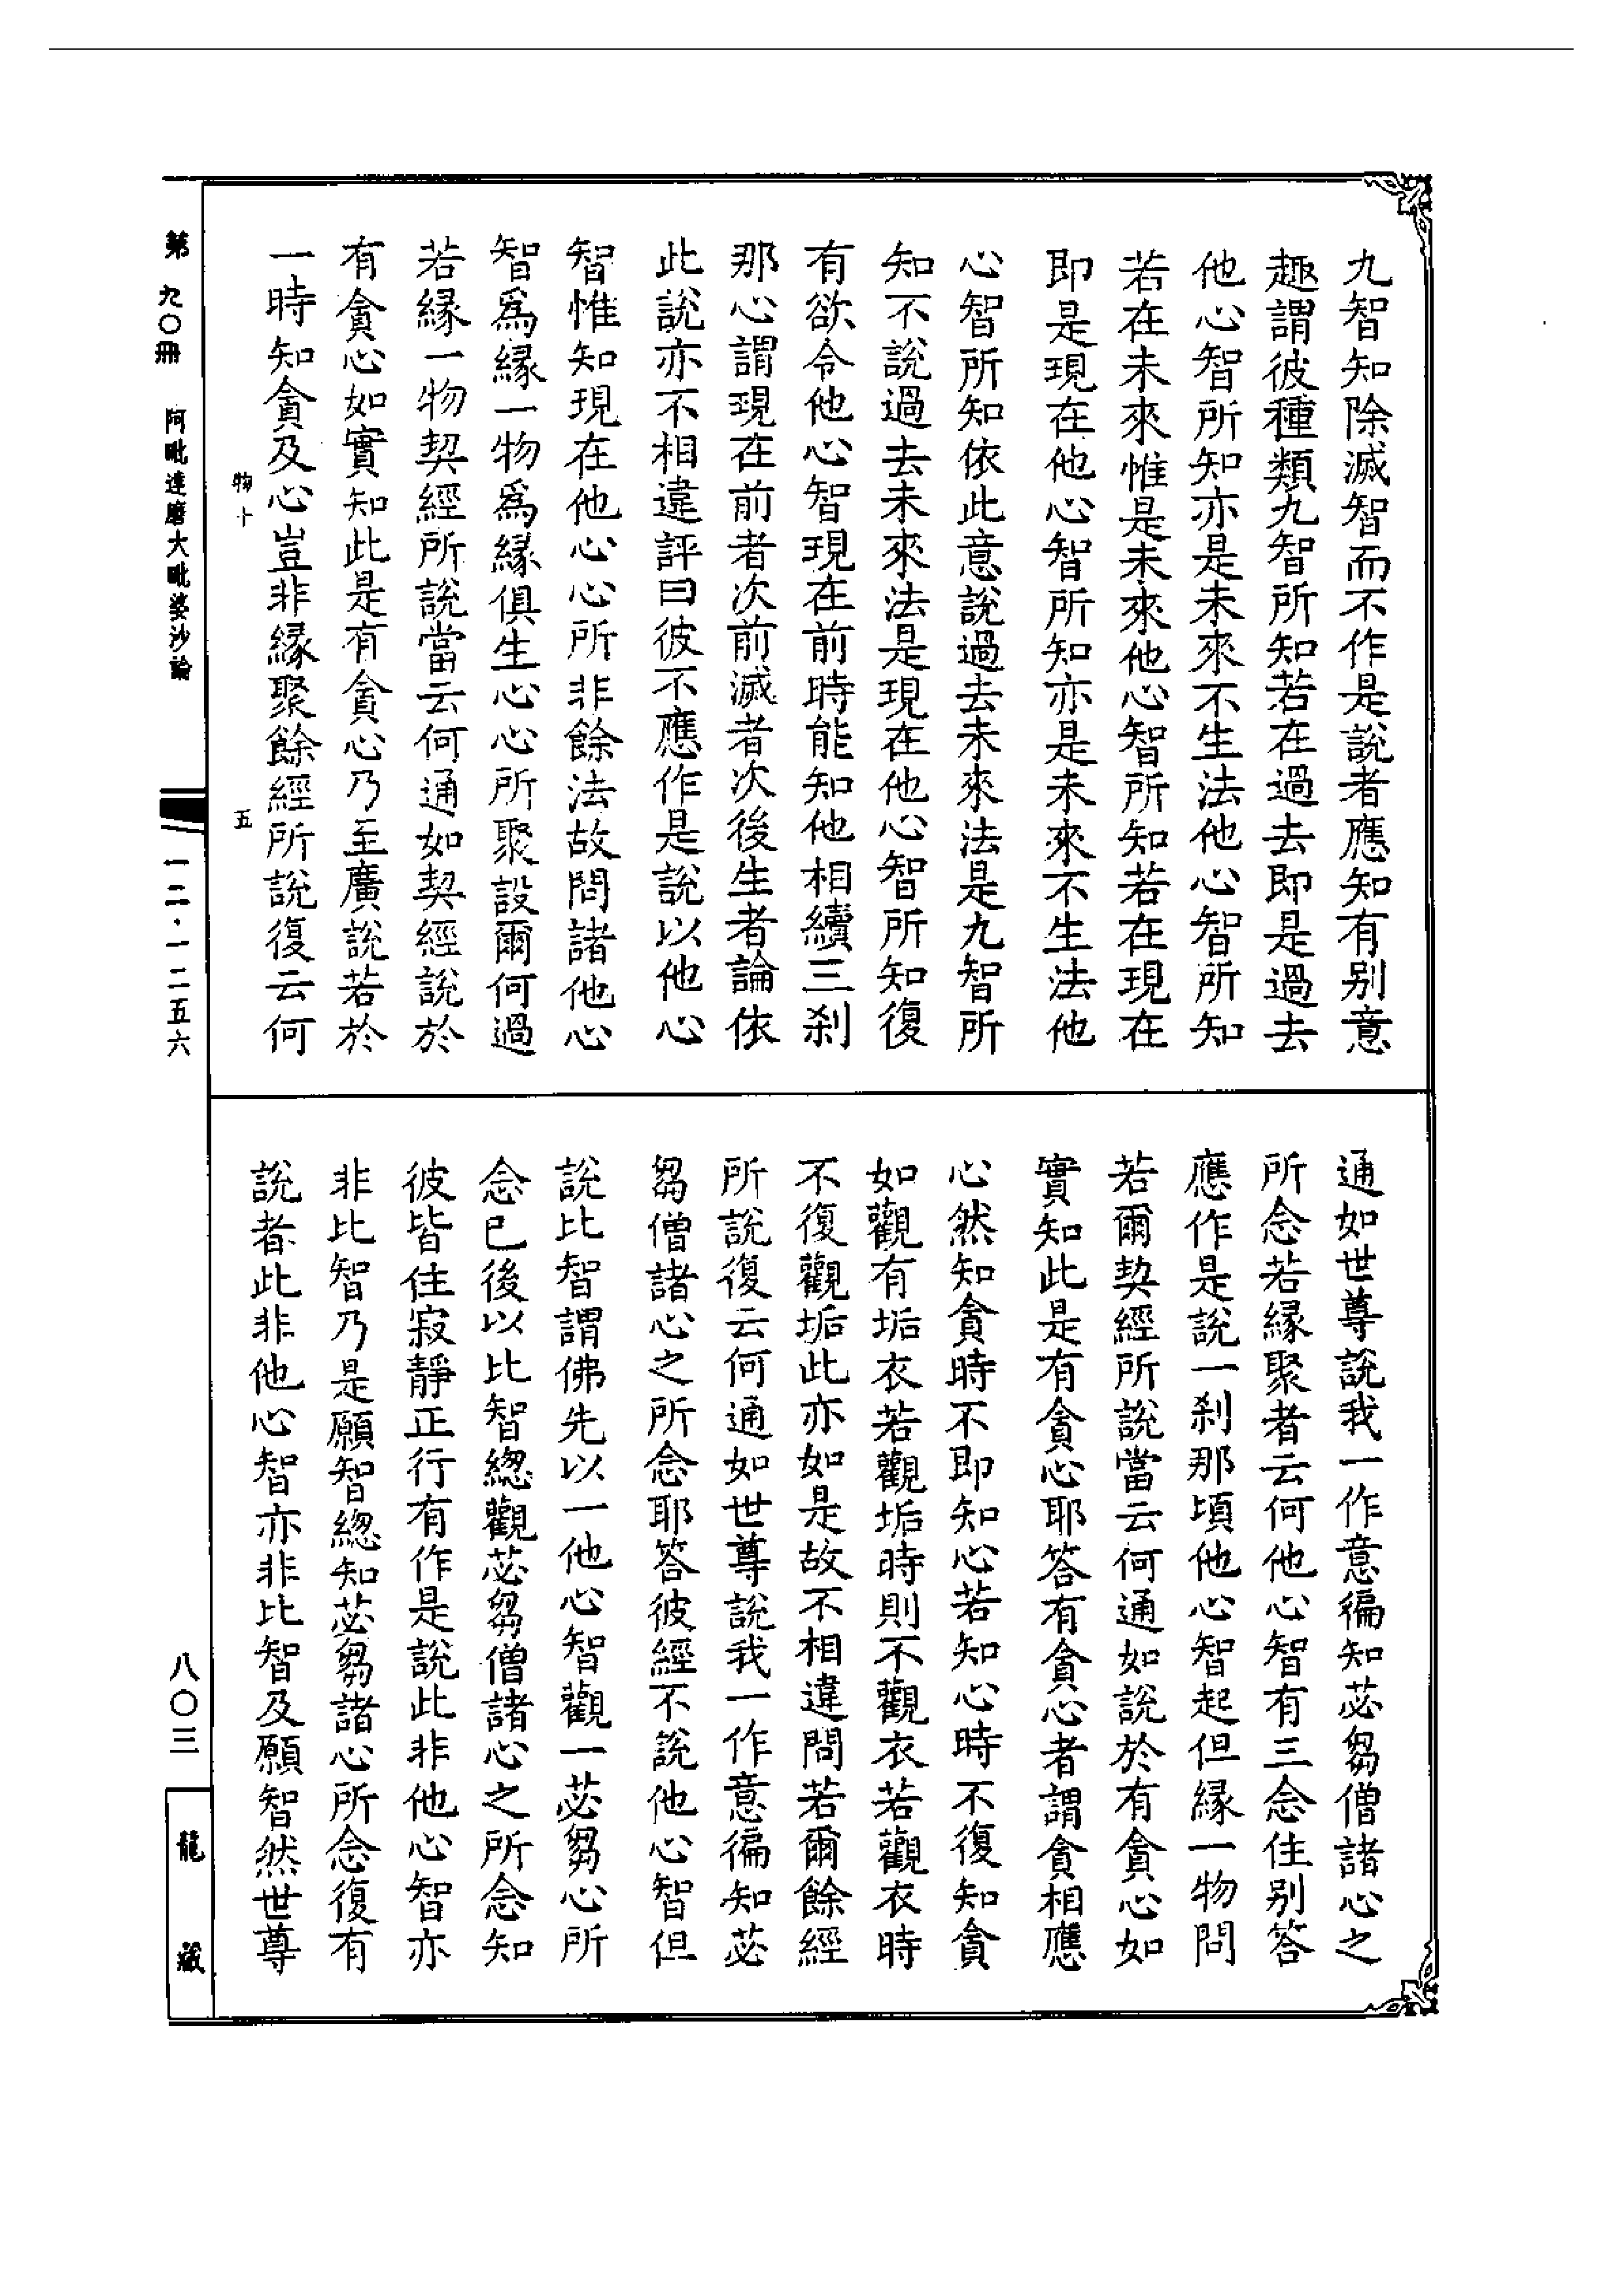 九智知除滅智而不作是說者應知有别意
趣謂彼種類九智所知若在過去即是過去
他心智所知亦是未來不生法他心智所知
若在未來惟是未來他心智所知若在現在
即是現在他心智所知亦是未來不生法他
心智所知依此意說過去未來法是九智所
知不說過去未來法是現在他心智所知復
有欲令他心智現在前時能知他相續三刹
那心謂現在前者次前滅者次後生者論依
此說亦不相違評曰彼不應作是說以他心
智惟知現在他心心所非餘法故問諸他心
智爲縁一物爲縁俱生心心所聚設爾何過
若縁一物契經所說當云何通如契經說於
有貪心如實知此是有貪心乃至廣說若於
一時知貪及心豈非縁聚餘經所說復云何
物十
五
通如世尊說我一作意徧知苾芻僧諸心之
所念若縁聚者云何他心智有三念住别答
應作是說一刹那頃他心智起但縁一物問
若爾契經所說當云何通如說於有貪心如
實知此是有貪心耶答有貪心者謂貪相應
心然知貪時不即知心若知心時不復知貪
如觀有垢衣若觀垢時則不觀衣若觀衣時
不復觀垢此亦如是故不相違問若爾餘經
所說復云何通如世尊說我一作意徧知苾
芻僧諸心之所念耶答彼經不說他心智但
說比智謂佛先以一他心智觀一苾芻心所
念已後以比智緫觀苾芻僧諸心之所念知
彼皆住寂靜正行有作是說此非他心智亦
非比智乃是願智緫知苾芻諸心所念復有
說者此非他心智亦非比智及願智然世尊
第九〇冊
阿毗達磨大毗婆沙論
一二·一二五六
八〇三
龍藏